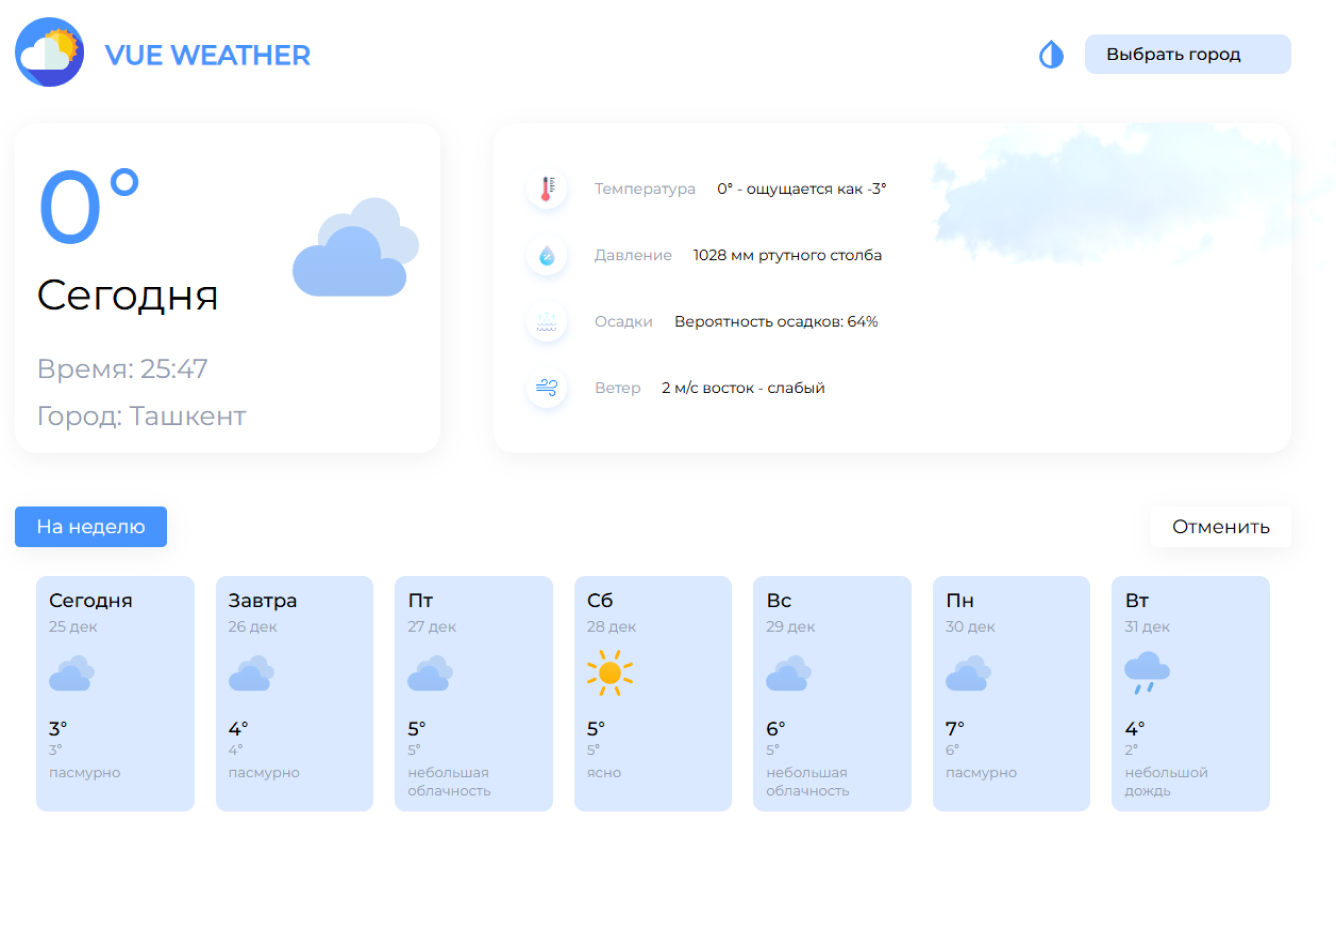 VUE WEATHER
Выбрать город
0°
Сегодня
Время: 25:47
Город: Ташкент
Температура 0° - ощущается как -3°
Давление 1028 мм ртутного столба
Осадки Вероятность осадков: 64%
Ветер 2 м/с восток - слабый
На неделю
Отменить
Сегодня
25 дек
3°
3°
пасмурно
Завтра
26 дек
4°
4°
пасмурно
Пт
27 дек
5°
5°
небольшая
облачность
Сб
28 дек
5°
5°
ясно
Вс
29 дек
6°
5°
небольшая
облачность
Пн
30 дек
7°
6°
пасмурно
Вт
31 дек
4°
2°
небольшой
дождь